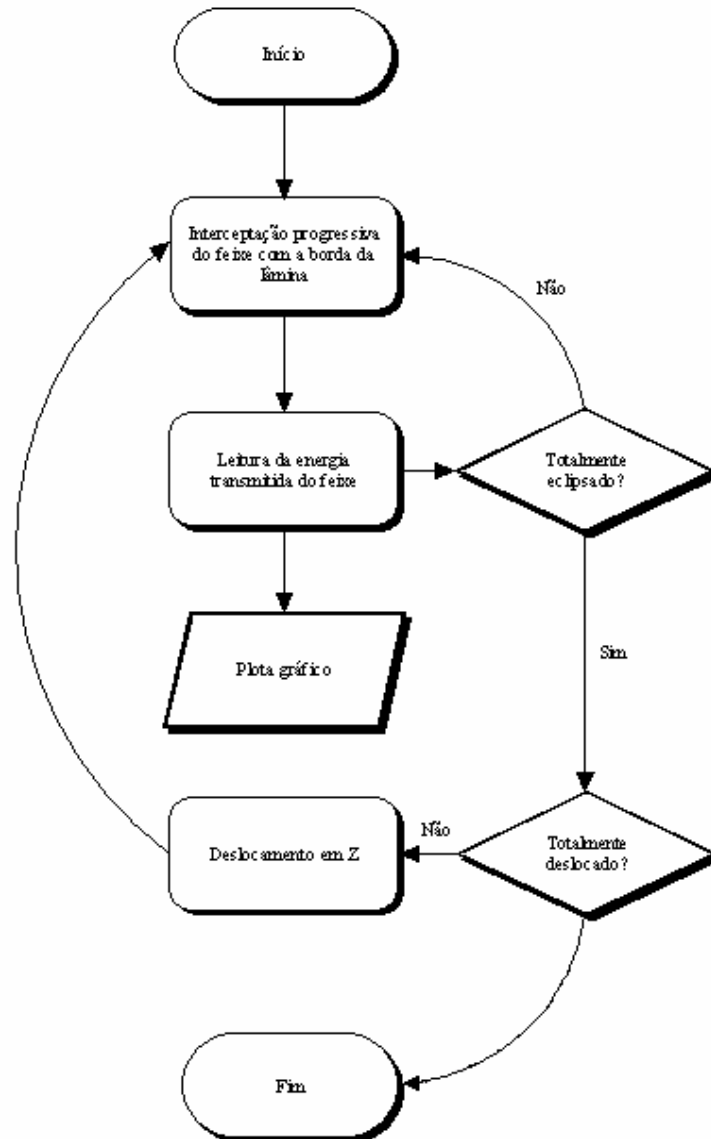 Início
Interceptação progressiva
do feixe com a borda da
lâmina
Não
Leitura da energia
transmitida do feixe
Totalmente
eclipsado?
Sim
Plota gráfico
Deslocamento em Z
Não
Totalmente
deslocado?
Fim